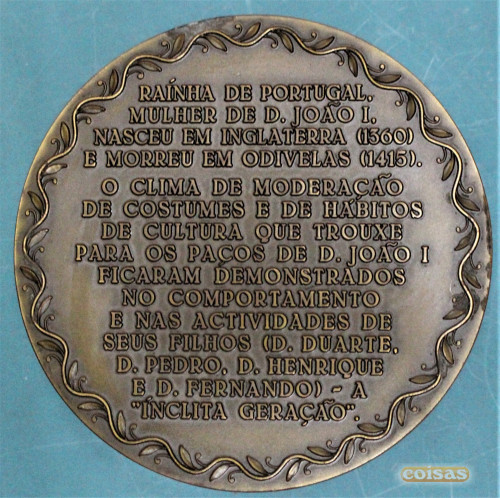 RAÍNHA DE PORTUGAL,
MULHER DE D. JOÃO I,
NASCEU EM INGLATERRA (1360)
E MORREU EM ODIVELAS (1415).
O CLIMA DE MODERAÇÃO
DE COSTUMES E DE HÁBITOS
DE CULTURA QUE TROUXE
PARA OS PAÇOS DE D. JOÃO I
FICARAM DEMONSTRADOS
NO COMPORTAMENTO
E NAS ACTIVIDADES DE
SEUS FILHOS (D. DUARTE,
D. PEDRO, D. HENRIQUE
E D. FERNANDO) - A
"ÍNCLITA GERAÇÃO".
coisas